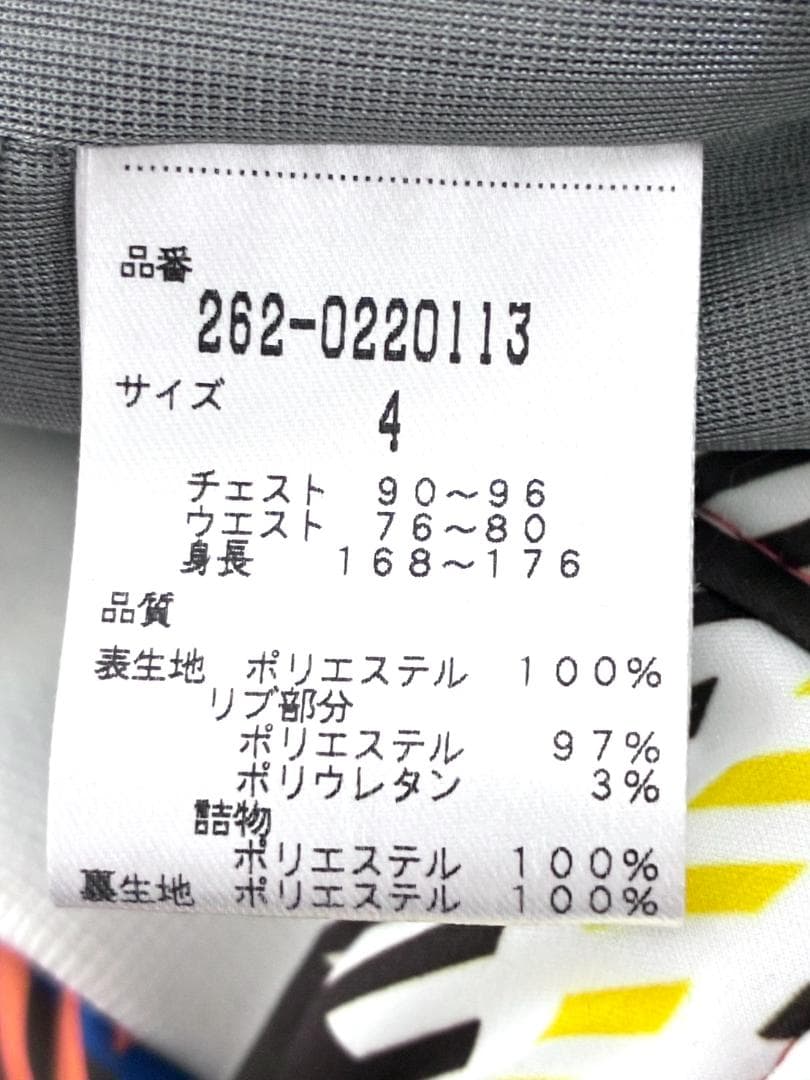 品番
262-0220113
サイズ
4
チェスト 90～96
ウエスト 76～80
身長 168～176
品質
表生地 ポリエステル 100%
リブ部分
ポリエステル 97%
ポリウレタン 3%
詰物
ポリエステル 100%
裏生地 ポリエステル 100%